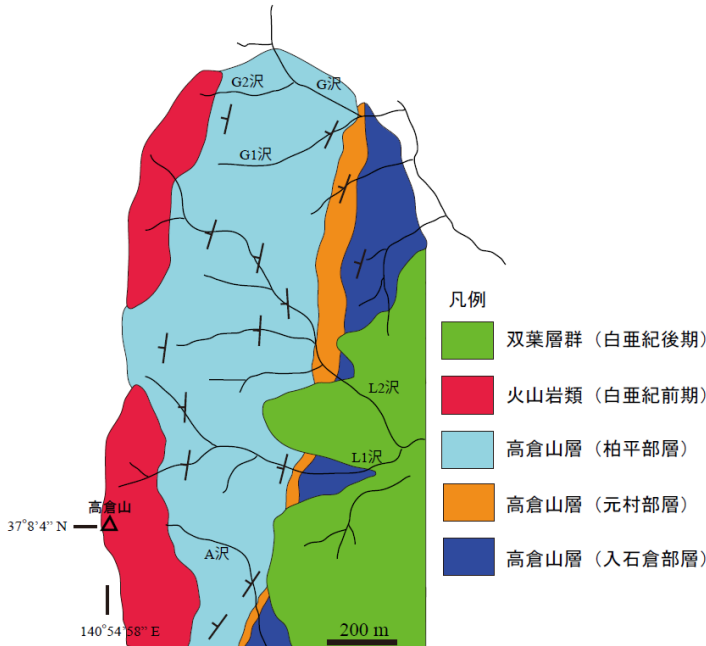 G2沢
G沢
G1沢
凡例
双葉層群（白亜紀後期）
火山岩類（白亜紀前期）
高倉山層（柏平部層）
高倉山層（元村部層）
高倉山層（入石倉部層）
L2沢
L1沢
高倉山
37°8’4” N
A沢
140°54’58” E
200 m